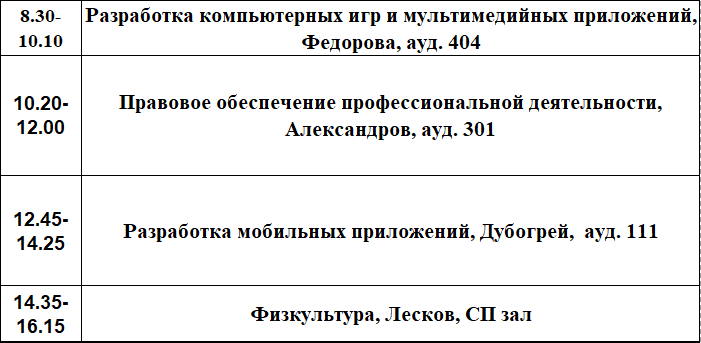 8.30-
10.10
Разработка компьютерных игр и мультимедийных приложений,
Федорова, ауд. 404
10.20-
12.00
Правовое обеспечение профессиональной деятельности,
Александров, ауд. 301
12.45-
14.25
Разработка мобильных приложений, Дубогрей, ауд. 111
14.35-
16.15
Физкультура, Лесков, СП зал